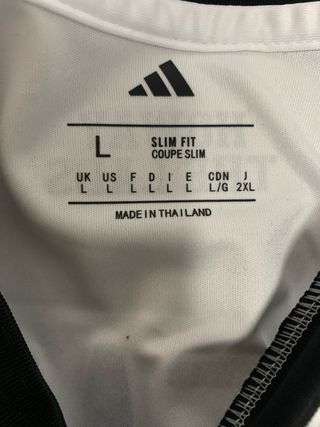 L
SLIM FIT
COUPE SLIM
UK US F D I E CDN J
L L L L L L L/G 2XL
MADE IN THAILAND